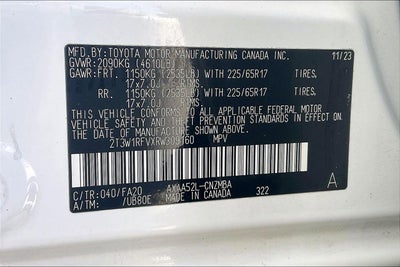 MFD. BY: TOYOTA MOTOR MANUFACTURING CANADA INC. 11/23
GVWR: 2090KG (4610LB)
GAWR: FRT. 1150KG (2535LB) WITH 225/65R17 TIRES,
17x7.0J RIMS,
RR. 1150KG (2535LB) WITH 225/65R17 TIRES,
17x7.0J RIMS,
THIS VEHICLE CONFORMS TO ALL APPLICABLE FEDERAL MOTOR
VEHICLE SAFETY AND THEFT PREVENTION STANDARDS IN
EFFECT ON THE DATE OF MANUFACTURE SHOWN ABOVE.
MPV
C/TR: 040/FA20 AXAA52L-CNZMBA 322 A
A/TM: /UB80E MADE IN CANADA